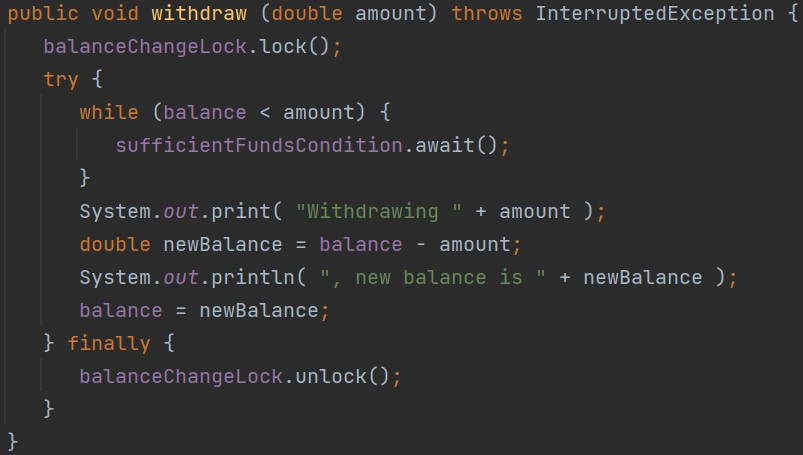 public void withdraw (double amount) throws InterruptedException {
balanceChangeLock.lock();
try {
while (balance < amount) {
sufficientFundsCondition.await();
}
System.out.print( "Withdrawing " + amount );
double newBalance = balance - amount;
System.out.println( ", new balance is " + newBalance );
balance = newBalance;
} finally {
balanceChangeLock.unlock();
}
}